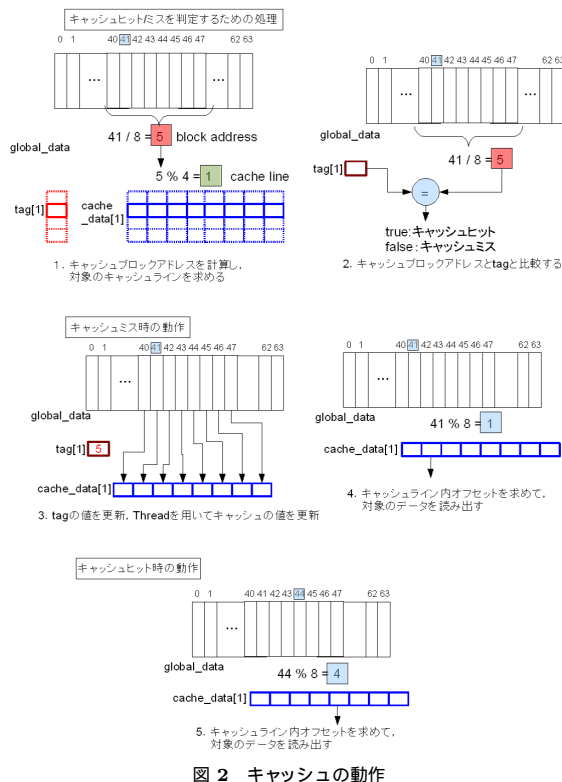 キャッシュヒット/ミスを判定するための処理
0 1 40 41 42 43 44 45 46 47 62 63
...
...
41 / 8 = 5 block address
global_data
5 % 4 = 1 cache line
tag[1]
cache_data[1]
1. キャッシュブロックアドレスを計算し,
対象のキャッシュラインを求める
0 1 40 41 42 43 44 45 46 47 62 63
...
...
global_data
41 / 8 = 5
tag[1]
=
true:キャッシュヒット
false:キャッシュミス
2. キャッシュブロックアドレスとtagと比較する
キャッシュミス時の動作
0 1 40 41 42 43 44 45 46 47 62 63
...
global_data
tag[1] 5
cache_data[1]
3. tagの値を更新, Threadを用いてキャッシュの値を更新
0 1 40 41 42 43 44 45 46 47 62 63
...
global_data
41 % 8 = 1
cache_data[1]
4. キャッシュライン内オフセットを求めて,
対象のデータを読み出す
キャッシュヒット時の動作
0 1 40 41 42 43 44 45 46 47 62 63
...
global_data
44 % 8 = 4
cache_data[1]
5. キャッシュライン内オフセットを求めて,
対象のデータを読み出す
図 2 キャッシュの動作